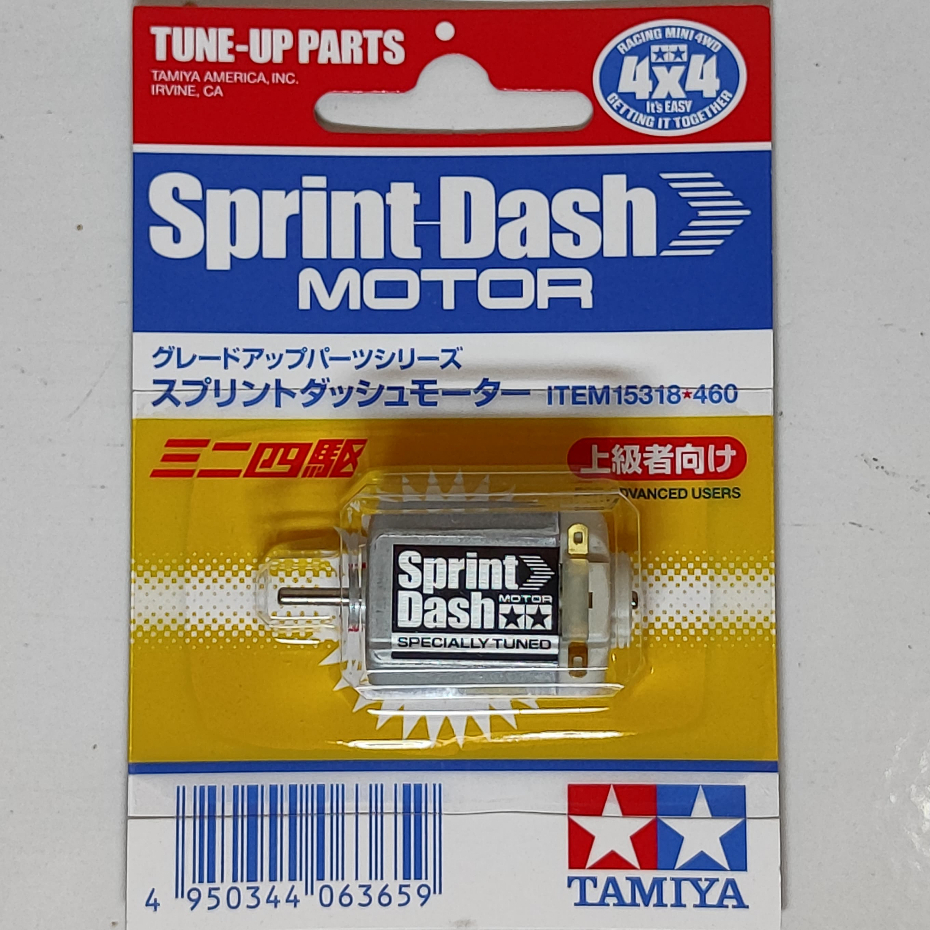 TUNE-UP PARTS
TAMIYA AMERICA, INC.
IRVINE, CA
RACING MINI 4WD
4x4
It's EASY
GETTING IT TOGETHER
Sprint-Dash
MOTOR
グレードアップパーツシリーズ
スプリントダッシュモーター ITEM 15318★460
ミニ四駆
上級者向け
ADVANCED USERS
Sprint
Dash MOTOR
SPECIALLY TUNED
4 950344 063659
TAMIYA